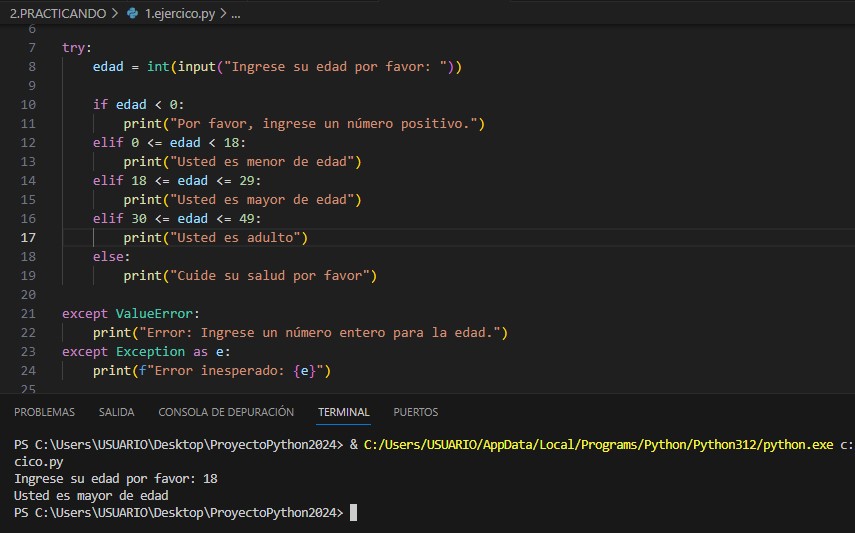 2.PRACTICANDO > 1.ejercico.py > ...
6
7 try:
8 edad = int(input("Ingrese su edad por favor: "))
9
10 if edad < 0:
11 print("Por favor, ingrese un número positivo.")
12 elif 0 <= edad < 18:
13 print("Usted es menor de edad")
14 elif 18 <= edad <= 29:
15 print("Usted es mayor de edad")
16 elif 30 <= edad <= 49:
17 print("Usted es adulto")
18 else:
19 print("Cuide su salud por favor")
20
21 except ValueError:
22 print("Error: Ingrese un número entero para la edad.")
23 except Exception as e:
24 print(f"Error inesperado: {e}")
25
PROBLEMAS SALIDA CONSOLA DE DEPURACIÓN TERMINAL PUERTOS
PS C:\Users\USUARIO\Desktop\ProyectoPython2024> & C:/Users/USUARIO/AppData/Local/Programs/Python/Python312/python.exe c:
cico.py
Ingrese su edad por favor: 18
Usted es mayor de edad
PS C:\Users\USUARIO\Desktop\ProyectoPython2024>